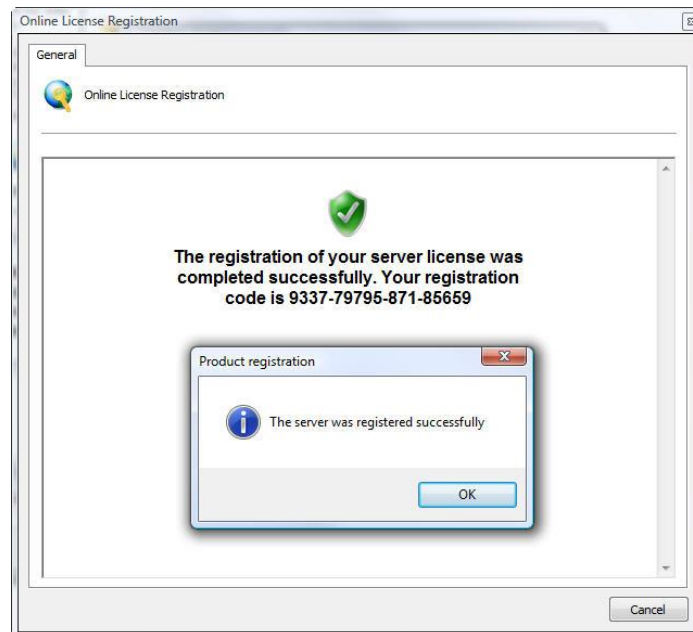 Online License Registration
General
Online License Registration
The registration of your server license was
completed successfully. Your registration
code is 9337-79795-871-85659
Product registration
The server was registered successfully
OK
Cancel